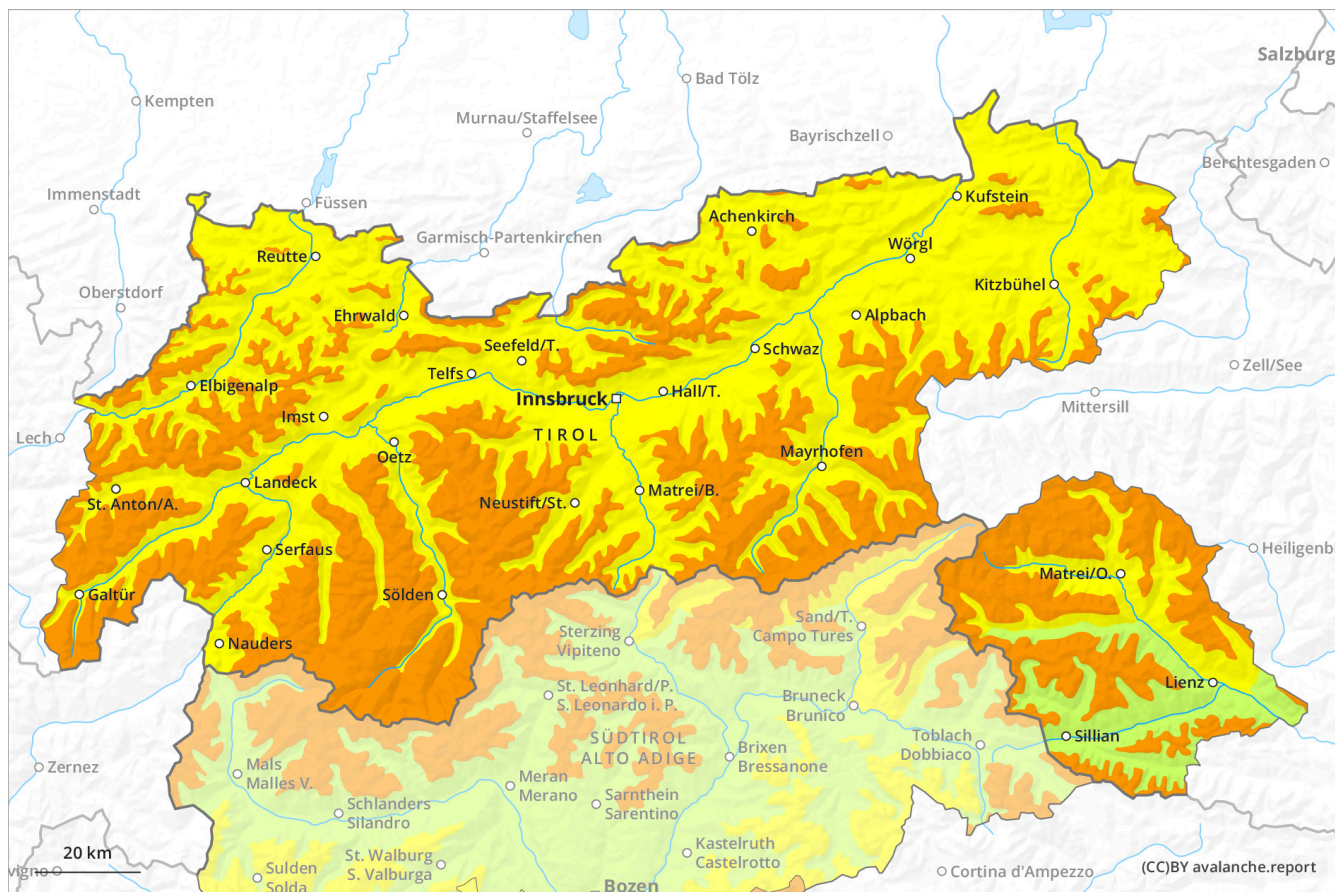 Salzburg
Bad Tölz
Kempten
Murnau/Staffelsee
Bayrischzell
Berchtesgaden
Immenstadt
Füssen
Kufstein
Achenkirch
Garmisch-Partenkirchen
Wörgl
Reutte
Kitzbühel
Oberstdorf
Ehrwald
Alpbach
Seefeld/T.
Schwaz
Zell/See
Telfs
Elbigenalp
Hall/T.
Innsbruck
Mittersill
Imst
TIROL
Lech
Mayrhofen
Oetz
Landeck
Matrei/B.
St. Anton/A.
Neustift/St.
Serfaus
Heiligenb
Matrei/O.
Galtür
Sölden
Sand/T.
Campo Tures
Sterzing
Vipiteno
Nauders
Lienz
St. Leonhard/P.
S. Leonardo i. P.
Bruneck
Brunico
Toblach
Dobbiaco
Sillian
SÜDTIROL
ALTO ADIGE
Brixen
Bressanone
Zernez
Mals
Malles V.
Meran
Merano
Sarnthein
Sarentino
Schlanders
Silandro
Kastelruth
Castelrotto
20 km
St. Walburg
S. Valburga
vigno
Sulden
Solda
Cortina d'Ampezzo
(CC)BY avalanche.report
Bozen